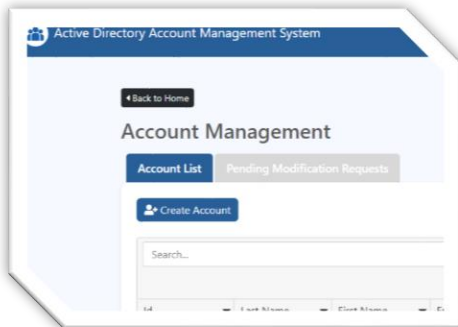 Active Directory Account Management System
Back to Home
Account Management
Account List Pending Modification Requests
Create Account
Search...
Id Last Name First Name